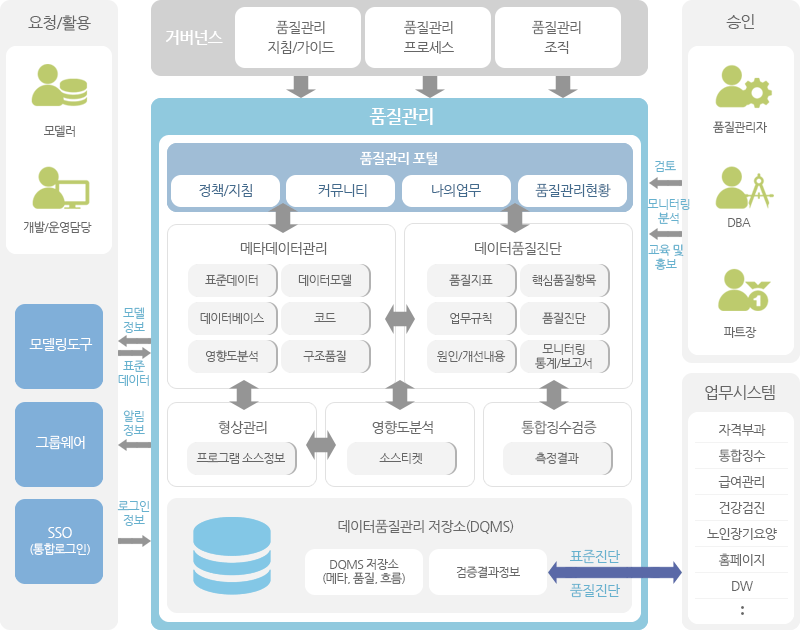 요청/활용
모델러
개발/운영담당
모델링도구
그룹웨어
SSO
(통합로그인)
모델
정보
표준
데이터
알림
정보
로그인
정보
거버넌스
품질관리
지침/가이드
품질관리
프로세스
품질관리
조직
품질관리
품질관리 포털
정책/지침
커뮤니티
나의업무
품질관리현황
메타데이터관리
표준데이터
데이터모델
데이터베이스
코드
영향도분석
구조품질
데이터품질진단
품질지표
핵심품질항목
업무규칙
품질진단
원인/개선내용
모니터링
통계/보고서
형상관리
프로그램 소스정보
영향도분석
소스티켓
통합징수검증
측정결과
데이터품질관리 저장소(DQMS)
DQMS 저장소
(메타, 품질, 흐름)
검증결과정보
표준진단
품질진단
검토
모니터링
분석
교육 및
홍보
승인
품질관리자
DBA
파트장
1
업무시스템
자격부과
통합징수
급여관리
건강검진
노인장기요양
홈페이지
DW
: